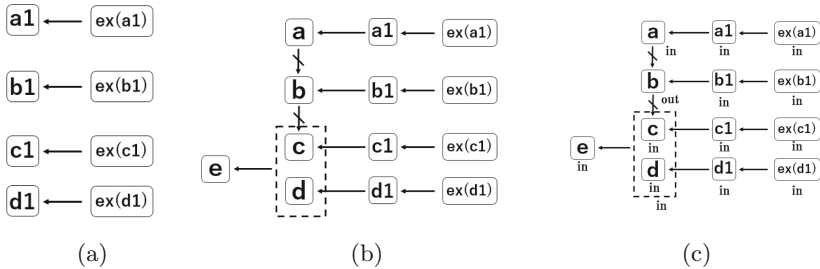 a1 ex(a1)
b1 ex(b1)
c1 ex(c1)
d1 ex(d1)
(a)
a a1 ex(a1)
b b1 ex(b1)
c c1 ex(c1)
e
d d1 ex(d1)
(b)
a a1 ex(a1)
in in in
b b1 ex(b1)
out in in
c c1 ex(c1)
in in in
e
in
d d1 ex(d1)
in in in
in
(c)